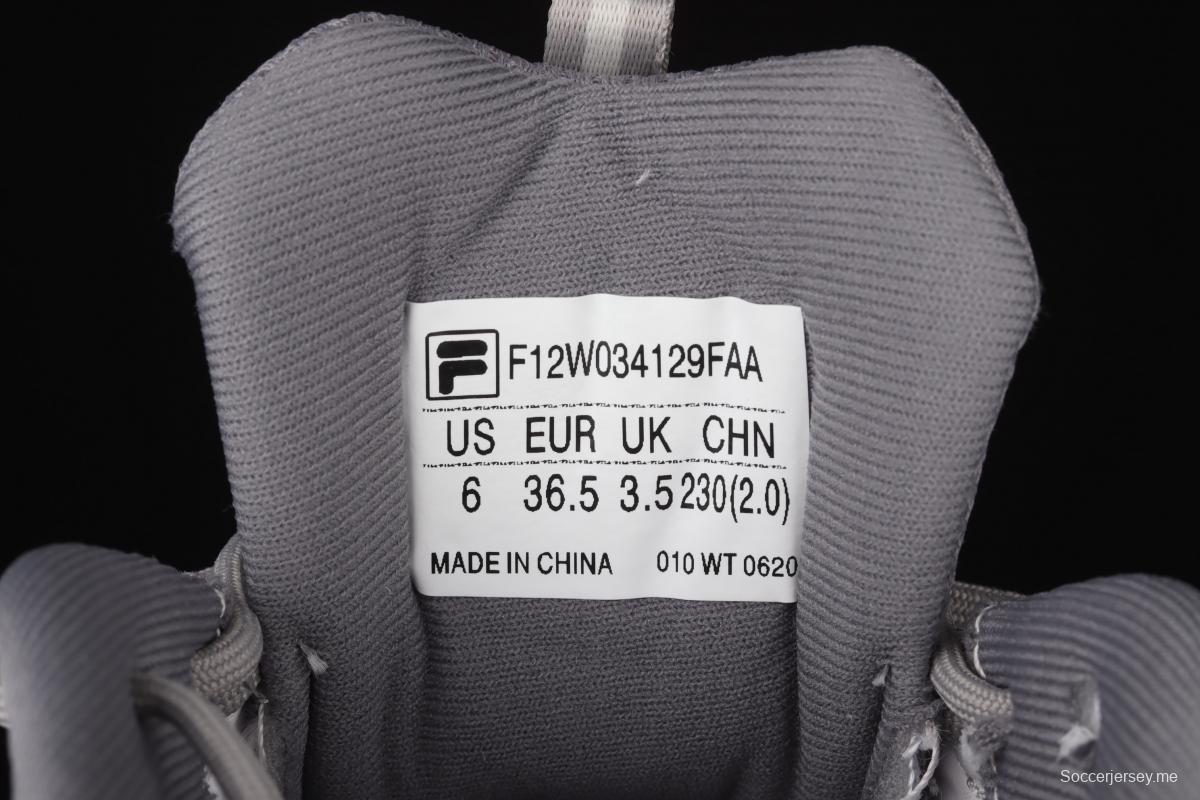 F F12W034129FAA
US EUR UK CHN
6 36.5 3.5 230(2.0)
MADE IN CHINA 010 WT 0620
Soccerjersey.me